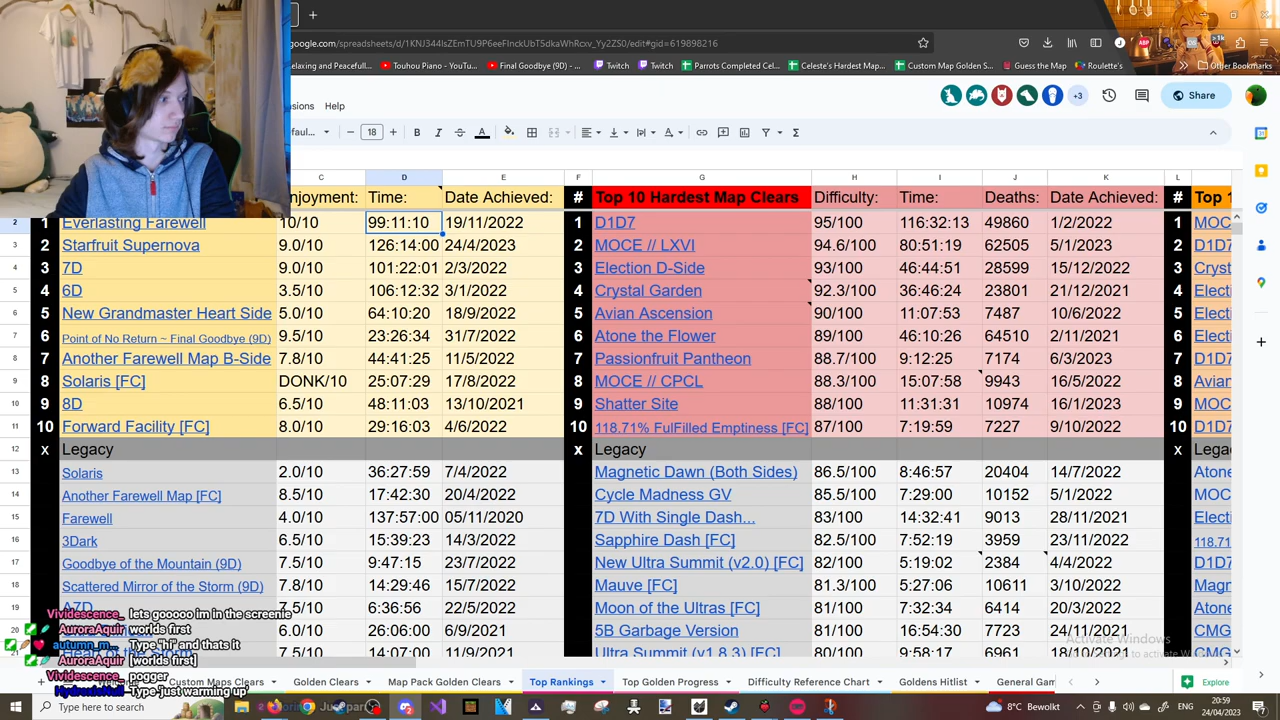 google.com/spreadsheets/d/1KNJ344lsZEmTU9P6eeFInckUbT5dkaWhRcxv_Yy2ZS0/edit#gid=619898216
elaxing and Peacefull...
Touhou Piano - YouTu...
Final Goodbye (9D) - ...
Twitch
Twitch
Parrots Completed Cel...
Celeste's Hardest Map...
Custom Map Golden S...
Guess the Map
Roulette's
Other Bookmarks
nsions Help
+3
Share
faul... 18
C D E F G H I J K L
njoyment: Time: Date Achieved: # Top 10 Hardest Map Clears Difficulty: Time: Deaths: Date Achieved: # Top 1
1 Everlasting Farewell 10/10 99:11:10 19/11/2022 1 D1D7 95/100 116:32:13 49860 1/2/2022 1 MOCE
2 Starfruit Supernova 9.0/10 126:14:00 24/4/2023 2 MOCE // LXVI 94.6/100 80:51:19 62505 5/1/2023 2 D1D7
3 7D 9.0/10 101:22:01 2/3/2022 3 Election D-Side 93/100 46:44:51 28599 15/12/2022 3 Cryst
4 6D 3.5/10 106:12:32 3/1/2022 4 Crystal Garden 92.3/100 36:46:24 23801 21/12/2021 4 Electi
5 New Grandmaster Heart Side 5.0/10 64:10:20 18/9/2022 5 Avian Ascension 90/100 11:07:53 7487 10/6/2022 5 Electi
6 Point of No Return ~ Final Goodbye (9D) 9.5/10 23:26:34 31/7/2022 6 Atone the Flower 89/100 46:10:26 64510 2/11/2021 6 Electi
7 Another Farewell Map B-Side 7.8/10 44:41:25 11/5/2022 7 Passionfruit Pantheon 88.7/100 9:12:25 7174 6/3/2023 7 D1D7
8 Solaris [FC] DONK/10 25:07:29 17/8/2022 8 MOCE // CPCL 88.3/100 15:07:58 9943 16/5/2022 8 Avian
9 8D 6.5/10 48:11:03 13/10/2021 9 Shatter Site 88/100 11:31:31 10974 16/1/2023 9 MOC
10 Forward Facility [FC] 8.0/10 29:16:03 4/6/2022 10 118.71% FulFilled Emptiness [FC] 87/100 7:19:59 7227 9/10/2022 10 D1D7
x Legacy x Legacy x Lega
Solaris 2.0/10 36:27:59 7/4/2022 Magnetic Dawn (Both Sides) 86.5/100 8:46:57 20404 14/7/2022 Atone
Another Farewell Map [FC] 8.5/10 17:42:30 20/4/2022 Cycle Madness GV 85.5/100 7:29:00 10152 5/1/2022 MOC
Farewell 4.0/10 137:57:00 05/11/2020 7D With Single Dash... 83/100 14:32:41 9013 28/11/2021 Electi
3Dark 6.5/10 15:39:23 14/3/2022 Sapphire Dash [FC] 82.5/100 7:52:19 3959 23/11/2022 118.71
Goodbye of the Mountain (9D) 9:47:15 23/7/2022 New Ultra Summit (v2.0) [FC] 82/100 5:19:02 2384 4/4/2022 D1D7
Scattered Mirror of the Storm (9D) 7.8/10 14:29:46 15/7/2022 Mauve [FC] 81.3/100 5:27:06 10611 3/10/2022 Magn
A7D 7.5/10 6:36:56 22/5/2022 Moon of the Ultras [FC] 81/100 7:32:34 6414 20/3/2022 Atone
6.0/10 26:06:00 6/9/2021 5B Garbage Version 81/100 16:54:30 7723 24/1/2021 CMG
7.5/10 14:07:00 Ultra Summit (v1.8.3) [FC] 80/100 9:58:17 6961
Vividescence_ lets gooooo im in the screenie
AuroraAquir worlds first
autumn_m... Type "hi" and thats it
AuroraAquir [worlds first]
Vividescence_ pogger
HydroxieNull Type 'just warming up'
Activate Windows
Custom Maps Clears
Golden Clears
Map Pack Golden Clears
Top Rankings
Top Golden Progress
Difficulty Reference Chart
Goldens Hitlist
General Gam
Explore
Type here to search
8°C Bewolkt
20:59
24/04/2023